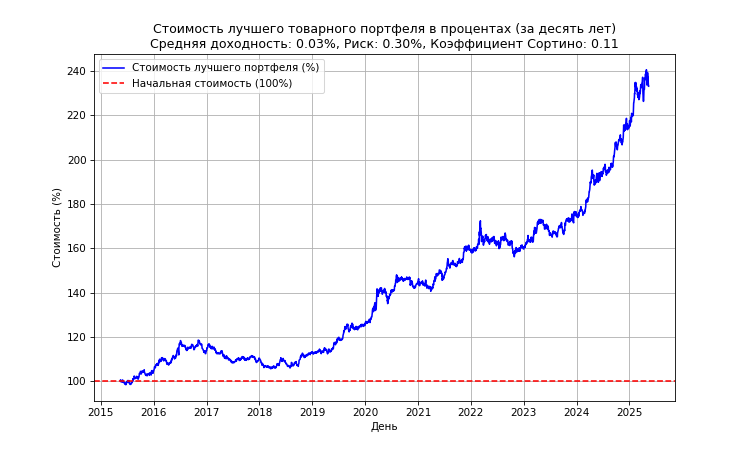 Стоимость лучшего товарного портфеля в процентах (за десять лет)
Средняя доходность: 0.03%, Риск: 0.30%, Коэффициент Сортино: 0.11
Стоимость лучшего портфеля (%)
Начальная стоимость (100%)
Стоимость (%)
240
220
200
180
160
140
120
100
2015 2016 2017 2018 2019 2020 2021 2022 2023 2024 2025
День